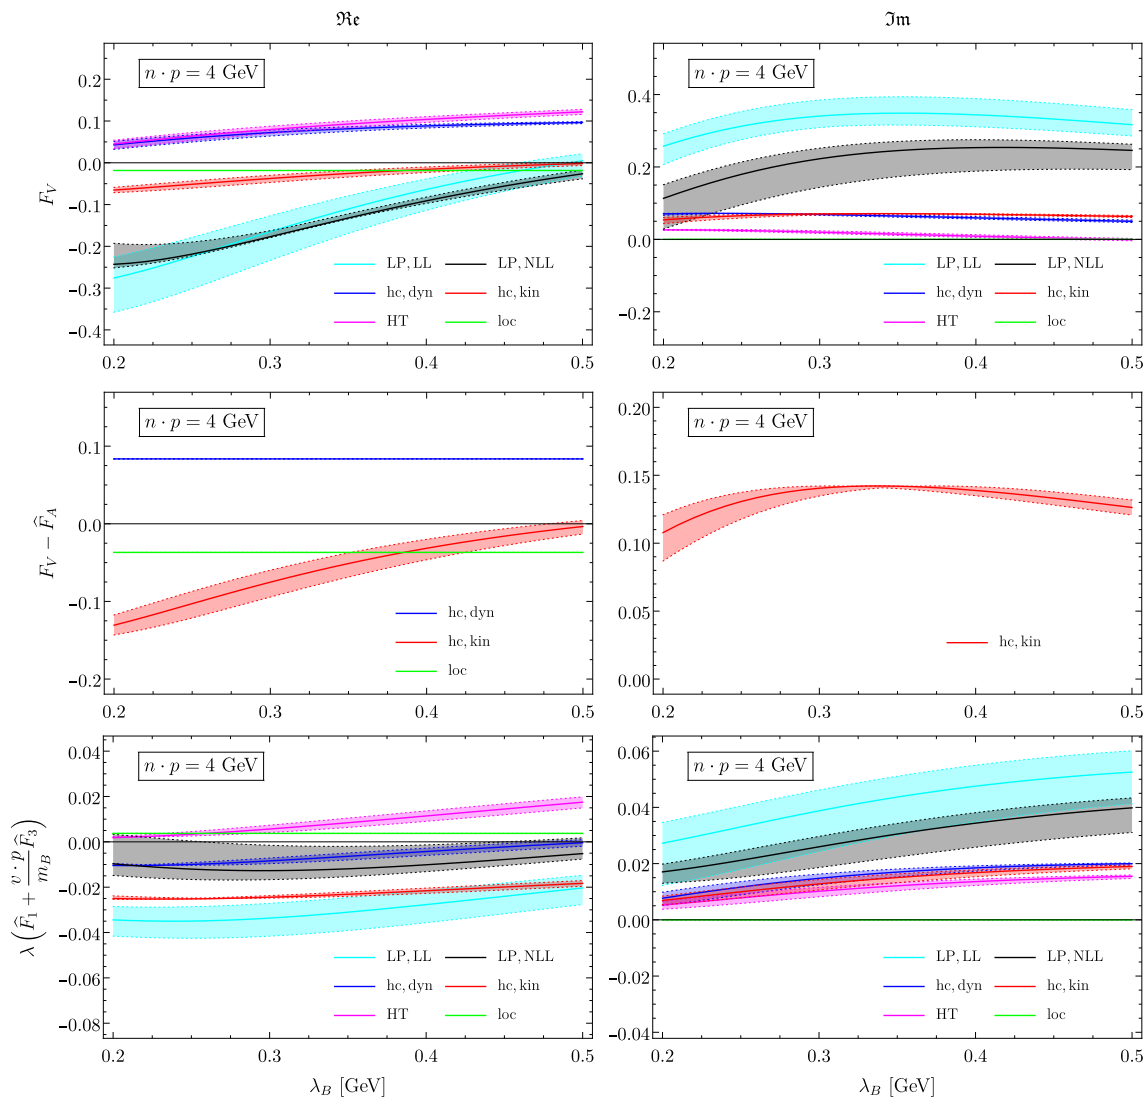 ℜe
ℑm
n · p = 4 GeV
0.2
0.1
0.0
−0.1
−0.2
−0.3
−0.4
F_V
LP, LL
LP, NLL
hc, dyn
hc, kin
HT
loc
0.2
0.3
0.4
0.5
n · p = 4 GeV
0.4
0.2
0.0
−0.2
LP, LL
LP, NLL
hc, dyn
hc, kin
HT
loc
0.2
0.3
0.4
0.5
n · p = 4 GeV
0.1
0.0
−0.1
−0.2
F_V − \widehat{F}_A
hc, dyn
hc, kin
loc
0.2
0.3
0.4
0.5
n · p = 4 GeV
0.20
0.15
0.10
0.05
0.00
hc, kin
0.2
0.3
0.4
0.5
n · p = 4 GeV
0.04
0.02
0.00
−0.02
−0.04
−0.06
−0.08
λ \left( \widehat{F}_1 + \frac{v · p}{m_B} \widehat{F}_3 \right)
LP, LL
LP, NLL
hc, dyn
hc, kin
HT
loc
0.2
0.3
0.4
0.5
λ_B [GeV]
n · p = 4 GeV
0.06
0.04
0.02
0.00
−0.02
−0.04
LP, LL
LP, NLL
hc, dyn
hc, kin
HT
loc
0.2
0.3
0.4
0.5
λ_B [GeV]